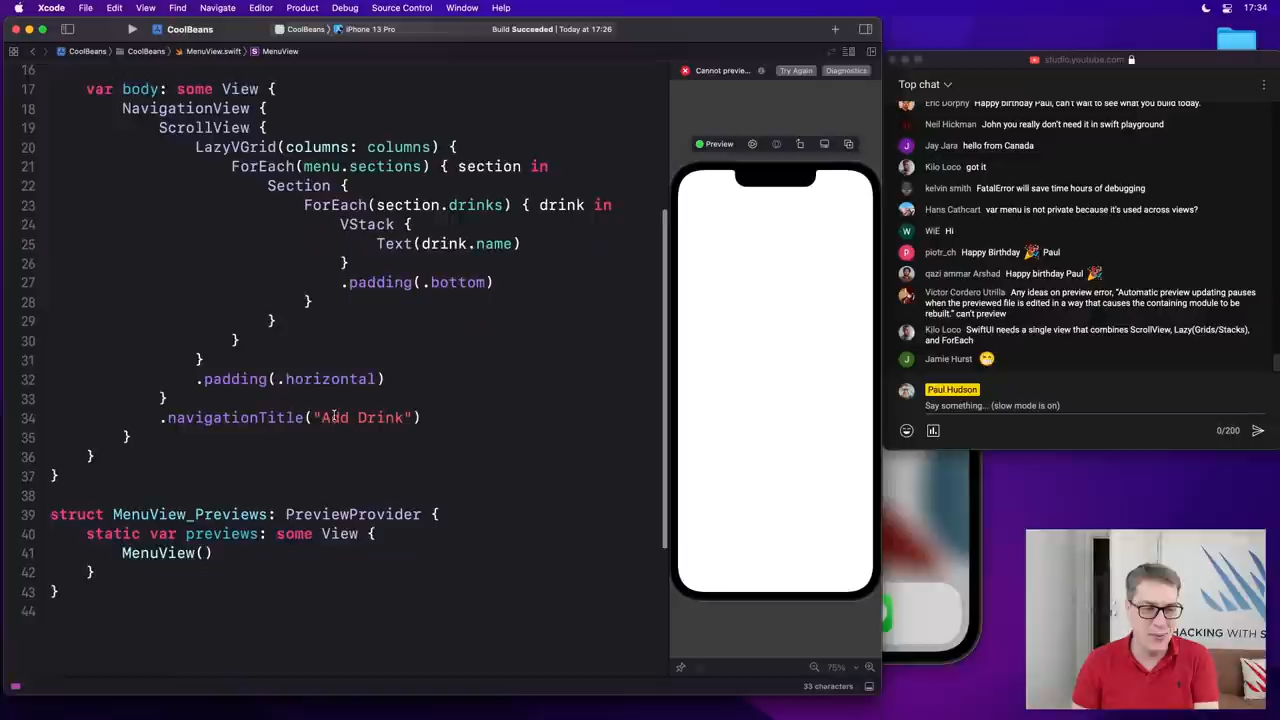 Xcode File Edit View Find Navigate Editor Product Debug Source Control Window Help 17:34
CoolBeans CoolBeans iPhone 13 Pro Build Succeeded | Today at 17:26
CoolBeans CoolBeans MenuView.swift S MenuView
Cannot previe... Try Again Diagnostics
Preview
16
17 var body: some View {
18 NavigationView {
19 ScrollView {
20 LazyVGrid(columns: columns) {
21 ForEach(menu.sections) { section in
22 Section {
23 ForEach(section.drinks) { drink in
24 VStack {
25 Text(drink.name)
26 }
27 .padding(.bottom)
28 }
29 }
30 }
31 }
32 .padding(.horizontal)
33 }
34 .navigationTitle("Add Drink")
35 }
36 }
37 }
38
39 struct MenuView_Previews: PreviewProvider {
40 static var previews: some View {
41 MenuView()
42 }
43 }
44
75%
33 characters
studio.youtube.com
Top chat
Eric Dorphy Happy birthday Paul, can't wait to see what you build today.
Neil Hickman John you really don't need it in swift playground
J Jay Jara hello from Canada
Kilo Loco got it
kelvin smith FatalError will save time hours of debugging
Hans Cathcart var menu is not private because it's used across views?
W WiE Hi
piotr_ch Happy Birthday 🎉 Paul
qazi ammar Arshad Happy birthday Paul 🎉
Victor Cordero Utrilla Any ideas on preview error, "Automatic preview updating pauses
when the previewed file is edited in a way that causes the containing module to be
rebuilt." can't preview
Kilo Loco SwiftUI needs a single view that combines ScrollView, Lazy(Grids/Stacks),
and ForEach
J Jamie Hurst 😁
Paul Hudson
Say something... (slow mode is on)
0/200
HACKING WITH S